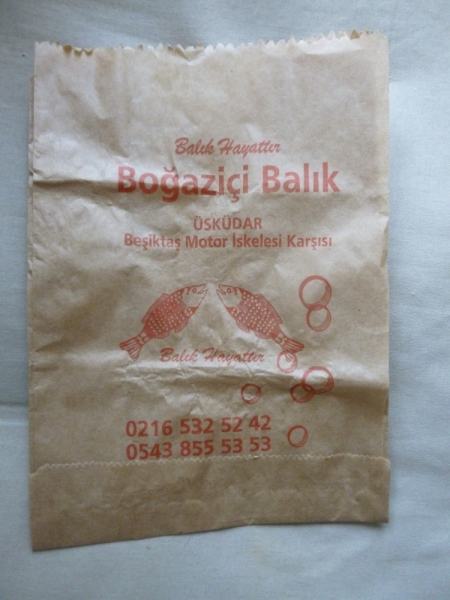 Balık Hayattır
Boğaziçi Balık
ÜSKÜDAR
Beşiktaş Motor İskelesi Karşısı
Balık Hayattır
0216 532 52 42
0543 855 53 53